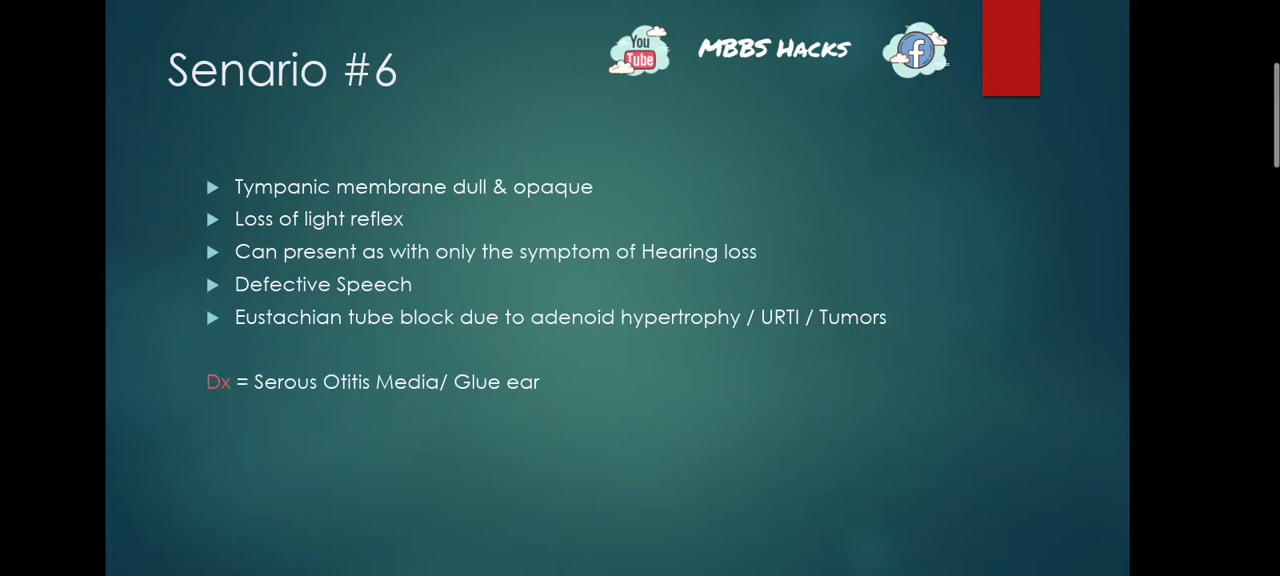 Senario #6
You
Tube
MBBS HACKS
f
Tympanic membrane dull & opaque
Loss of light reflex
Can present as with only the symptom of Hearing loss
Defective Speech
Eustachian tube block due to adenoid hypertrophy / URTI / Tumors
Dx = Serous Otitis Media/ Glue ear